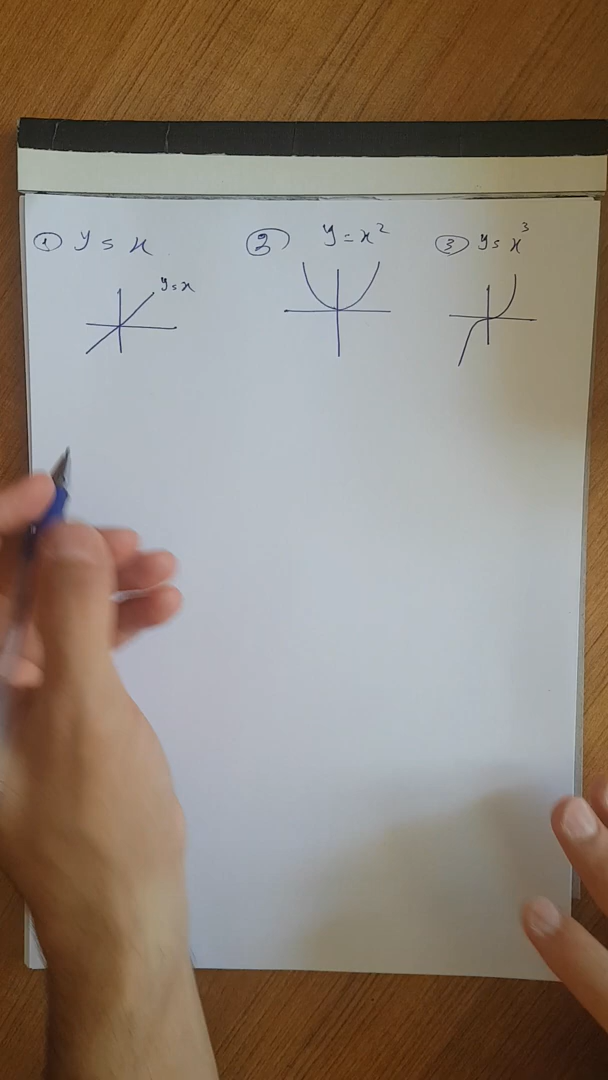 ① y = x
② y = x²
③ y = x³
y = x